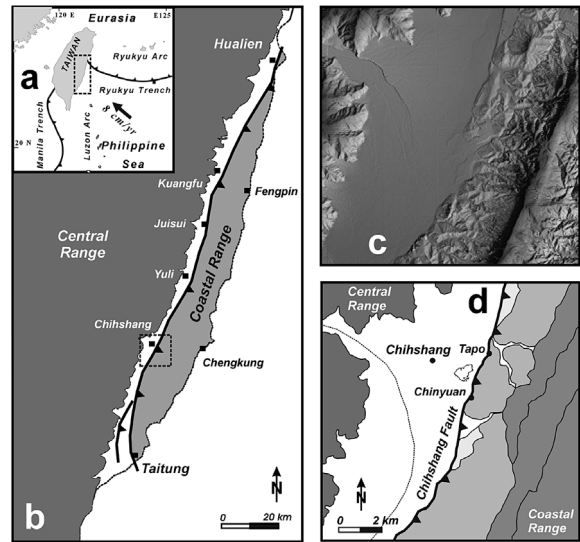 120 E
Eurasia
E125
TAIWAN
Ryukyu Arc
Ryukyu Trench
a
8 cm/yr
Manila Trench
Luzon Arc
20 N
Philippine
Sea
Hualien
Kuangfu
Fengpin
Juisui
Central
Range
Coastal Range
Yuli
Chihshang
Chengkung
Taitung
N
0 20 km
b
c
Central
Range
d
Chihshang
Tapo
Chinyuan
Chihshang Fault
N
0 2 km
Coastal
Range